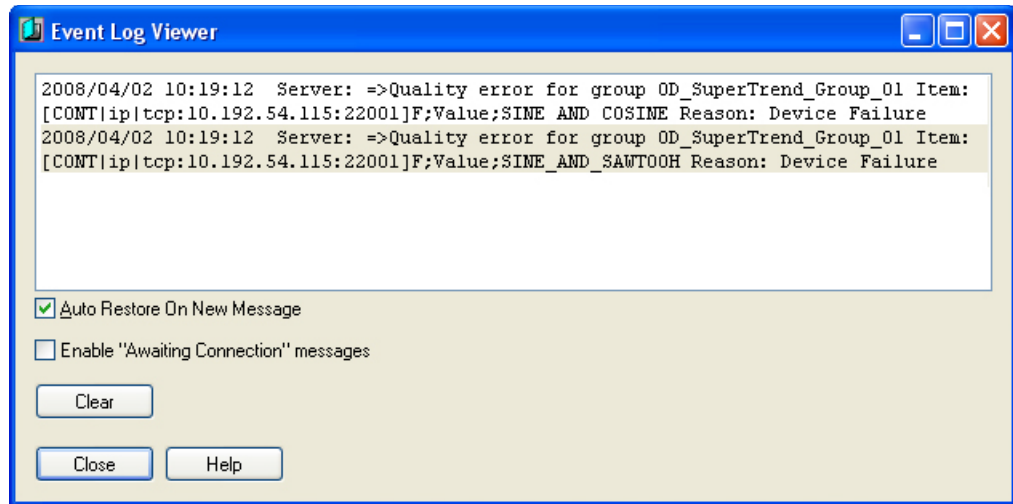 Event Log Viewer
2008/04/02 10:19:12  Server: =>Quality error for group OD_SuperTrend_Group_01 Item:
[CONT|ip|tcp:10.192.54.115:22001]F;Value;SINE AND COSINE Reason: Device Failure
2008/04/02 10:19:12  Server: =>Quality error for group OD_SuperTrend_Group_01 Item:
[CONT|ip|tcp:10.192.54.115:22001]F;Value;SINE_AND_SAWTOOH Reason: Device Failure
Auto Restore On New Message
Enable "Awaiting Connection" messages
Clear
Close
Help